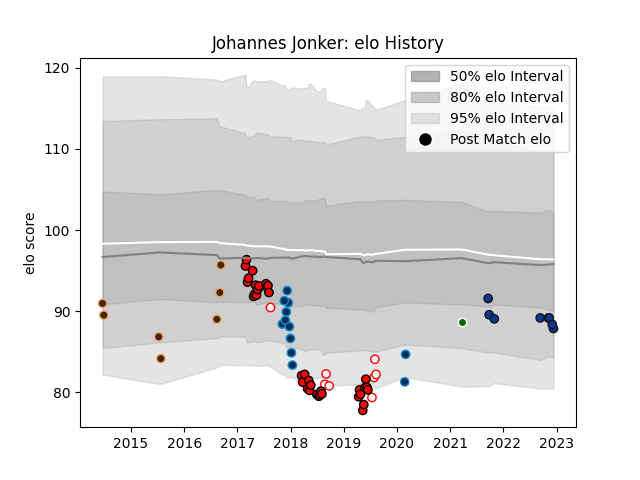 Johannes Jonker: elo History
120
110
100
90
80
elo score
50% elo Interval
80% elo Interval
95% elo Interval
Post Match elo
2015 2016 2017 2018 2019 2020 2021 2022 2023